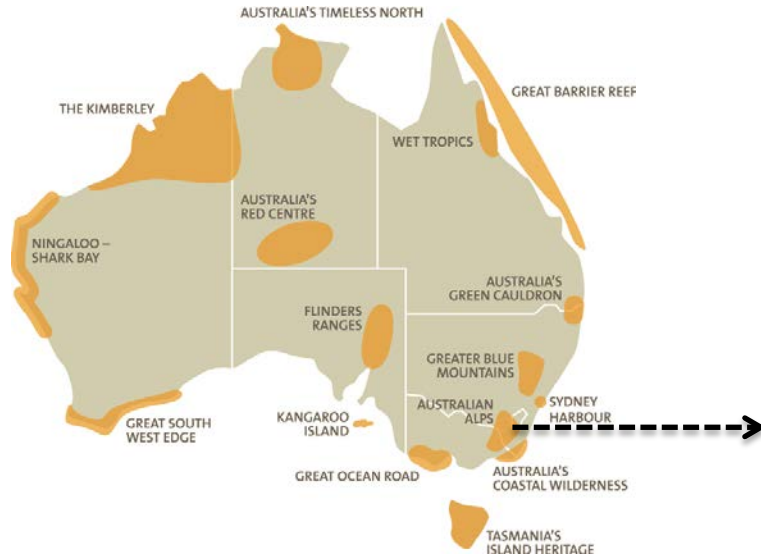 AUSTRALIA'S TIMELESS NORTH
THE KIMBERLEY
GREAT BARRIER REEF
WET TROPICS
AUSTRALIA'S
RED CENTRE
NINGALOO –
SHARK BAY
AUSTRALIA'S
GREEN CAULDRON
FLINDERS
RANGES
GREATER BLUE
MOUNTAINS
AUSTRALIAN
ALPS
SYDNEY
HARBOUR
GREAT SOUTH
WEST EDGE
KANGAROO
ISLAND
GREAT OCEAN ROAD
AUSTRALIA'S
COASTAL WILDERNESS
TASMANIA'S
ISLAND HERITAGE